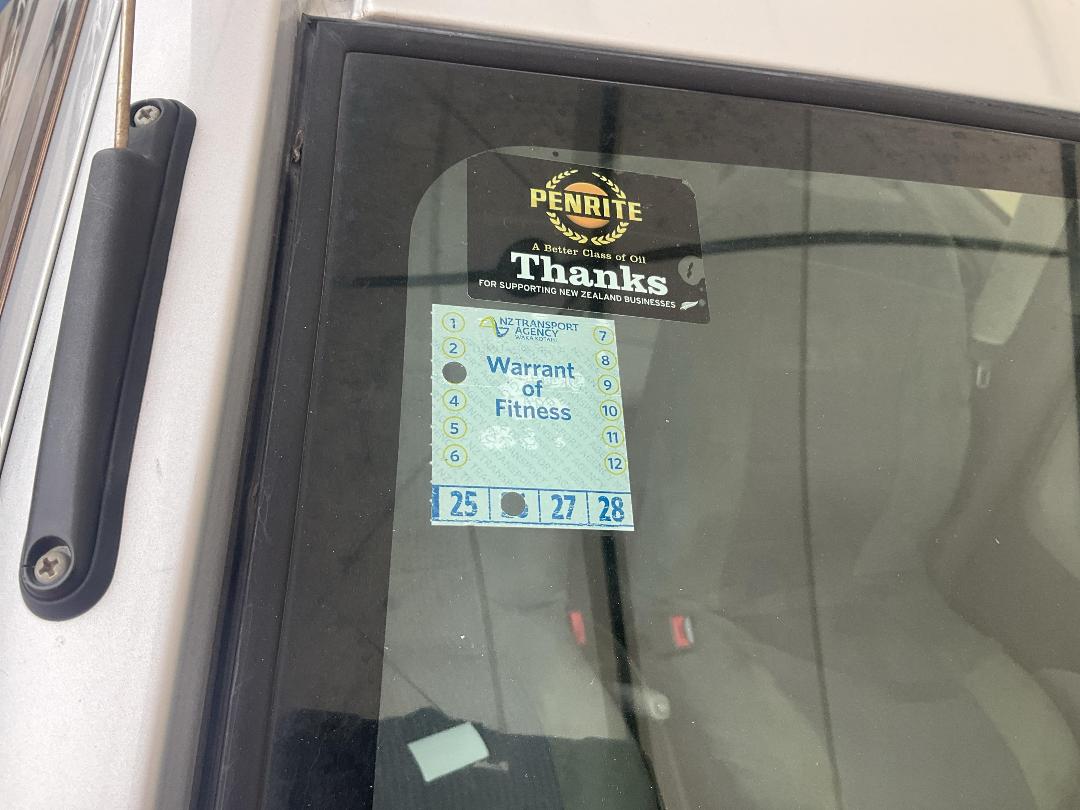 PENRITE
A Better Class of Oil
Thanks
FOR SUPPORTING NEW ZEALAND BUSINESSES
1 NZ TRANSPORT 7
AGENCY
WAKA KOTAHI
2 8
Warrant
9
of
4 10
Fitness
5 11
6 12
25 27 28